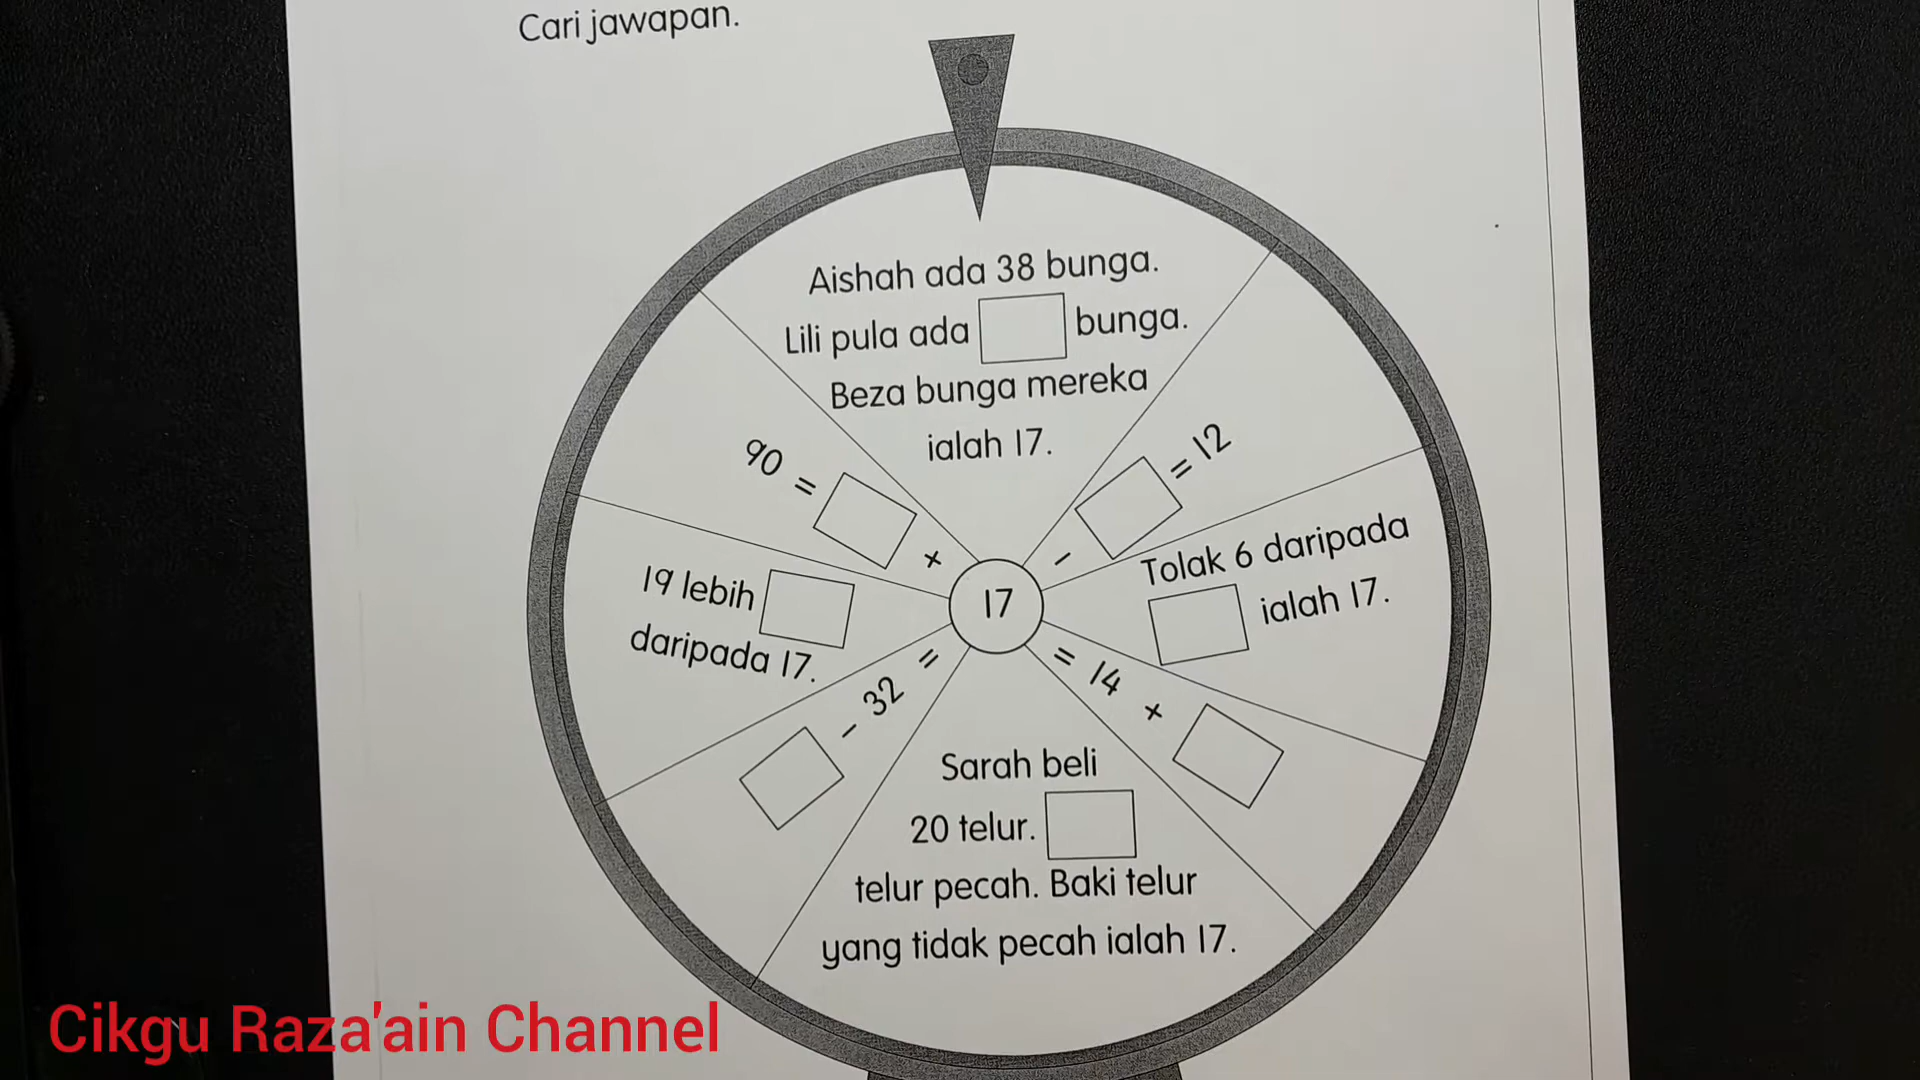 Cari jawapan.
Aishah ada 38 bunga.
Lili pula ada bunga.
Beza bunga mereka
ialah 17.
− = 12
Tolak 6 daripada
ialah 17.
= 14 +
Sarah beli
20 telur.
telur pecah. Baki telur
yang tidak pecah ialah 17.
− 32 =
19 lebih
daripada 17.
90 = +
17
Cikgu Raza'ain Channel